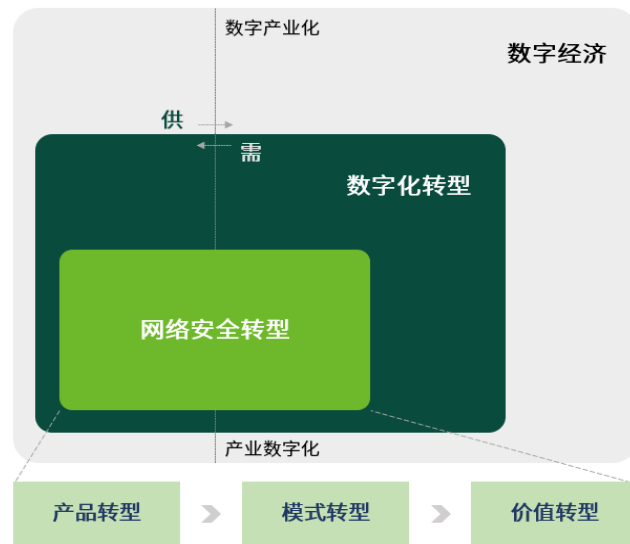 数字产业化
数字经济
供
需
数字化转型
网络安全转型
产业数字化
产品转型
模式转型
价值转型